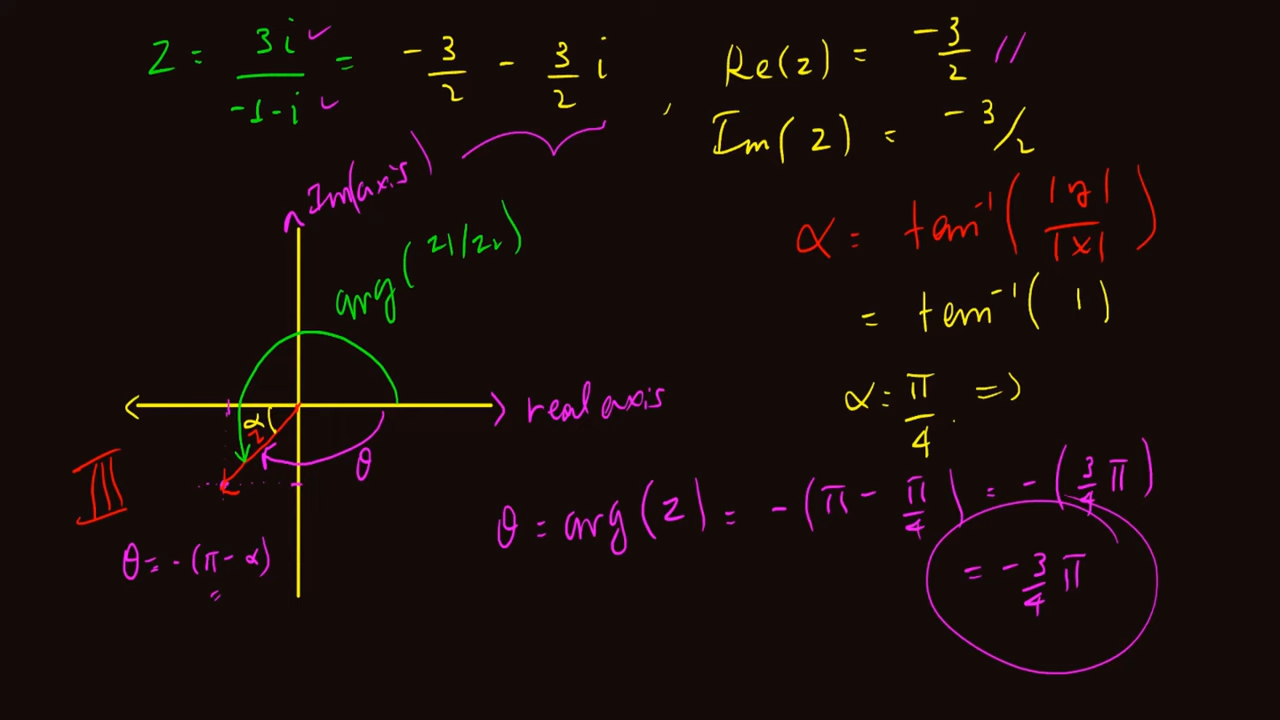 z = 3i / -1-i = -3/2 - 3/2 i , Re(z) = -3/2 //
Im(z) = -3/2
Im(axis)
arg(z1/z2)
α = tan⁻¹(|y|/|x|)
= tan⁻¹(1)
α = π/4 . =>
real axis
α
z
θ
III
θ = arg(z) = -(π - π/4) = -(3/4 π)
θ = -(π - α)
= -3/4 π